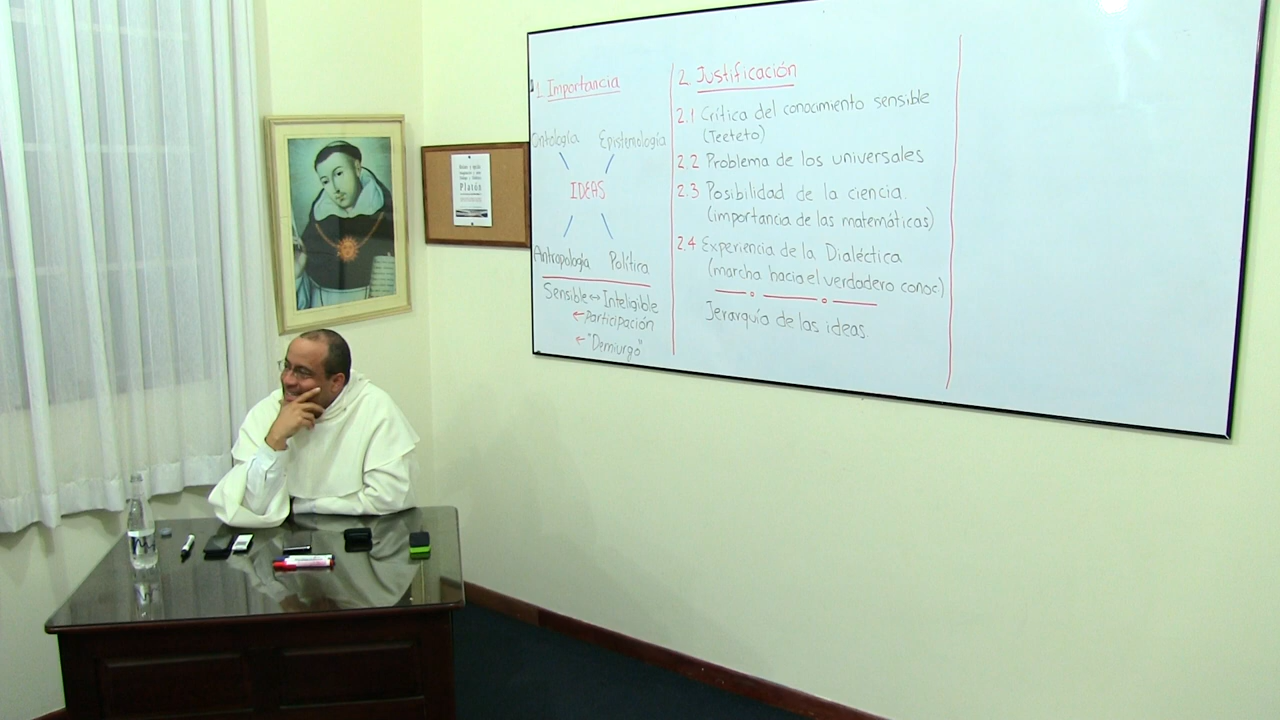 1. Importancia
Ontología Epistemología
IDEAS
Antropología Política
Sensible ↔ Inteligible
← Participación
← "Demiurgo"
2. Justificación
2.1 Crítica del conocimiento sensible
(Teeteto)
2.2 Problema de los universales
2.3 Posibilidad de la ciencia
(importancia de las matemáticas)
2.4 Experiencia de la Dialéctica
(marcha hacia el verdadero conoc)
Jerarquía de las ideas
Platón